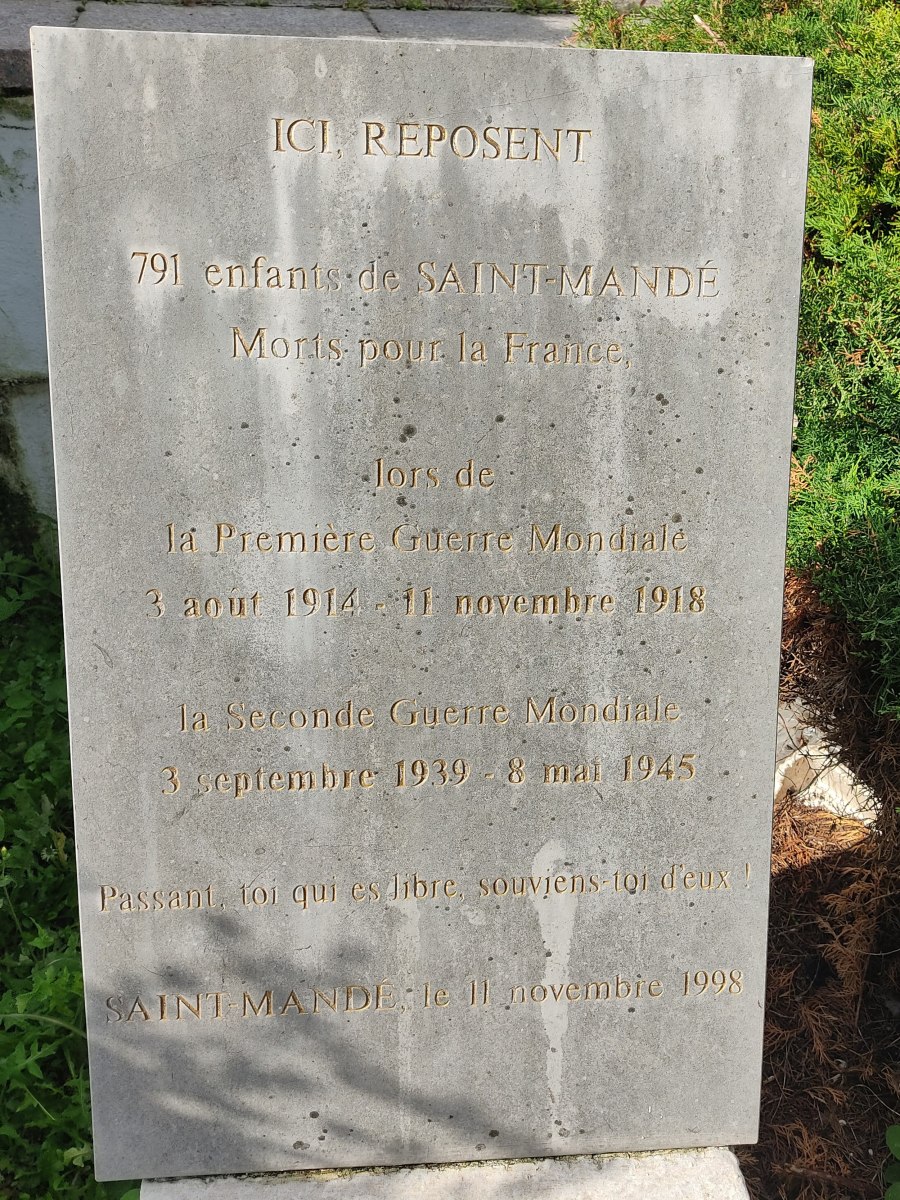 ICI, REPOSENT
791 enfants de SAINT-MANDÉ
Morts pour la France,
lors de
la Première Guerre Mondiale
3 août 1914 - 11 novembre 1918
la Seconde Guerre Mondiale
3 septembre 1939 - 8 mai 1945
Passant, toi qui es libre, souviens-toi d'eux !
SAINT-MANDÉ, le 11 novembre 1998